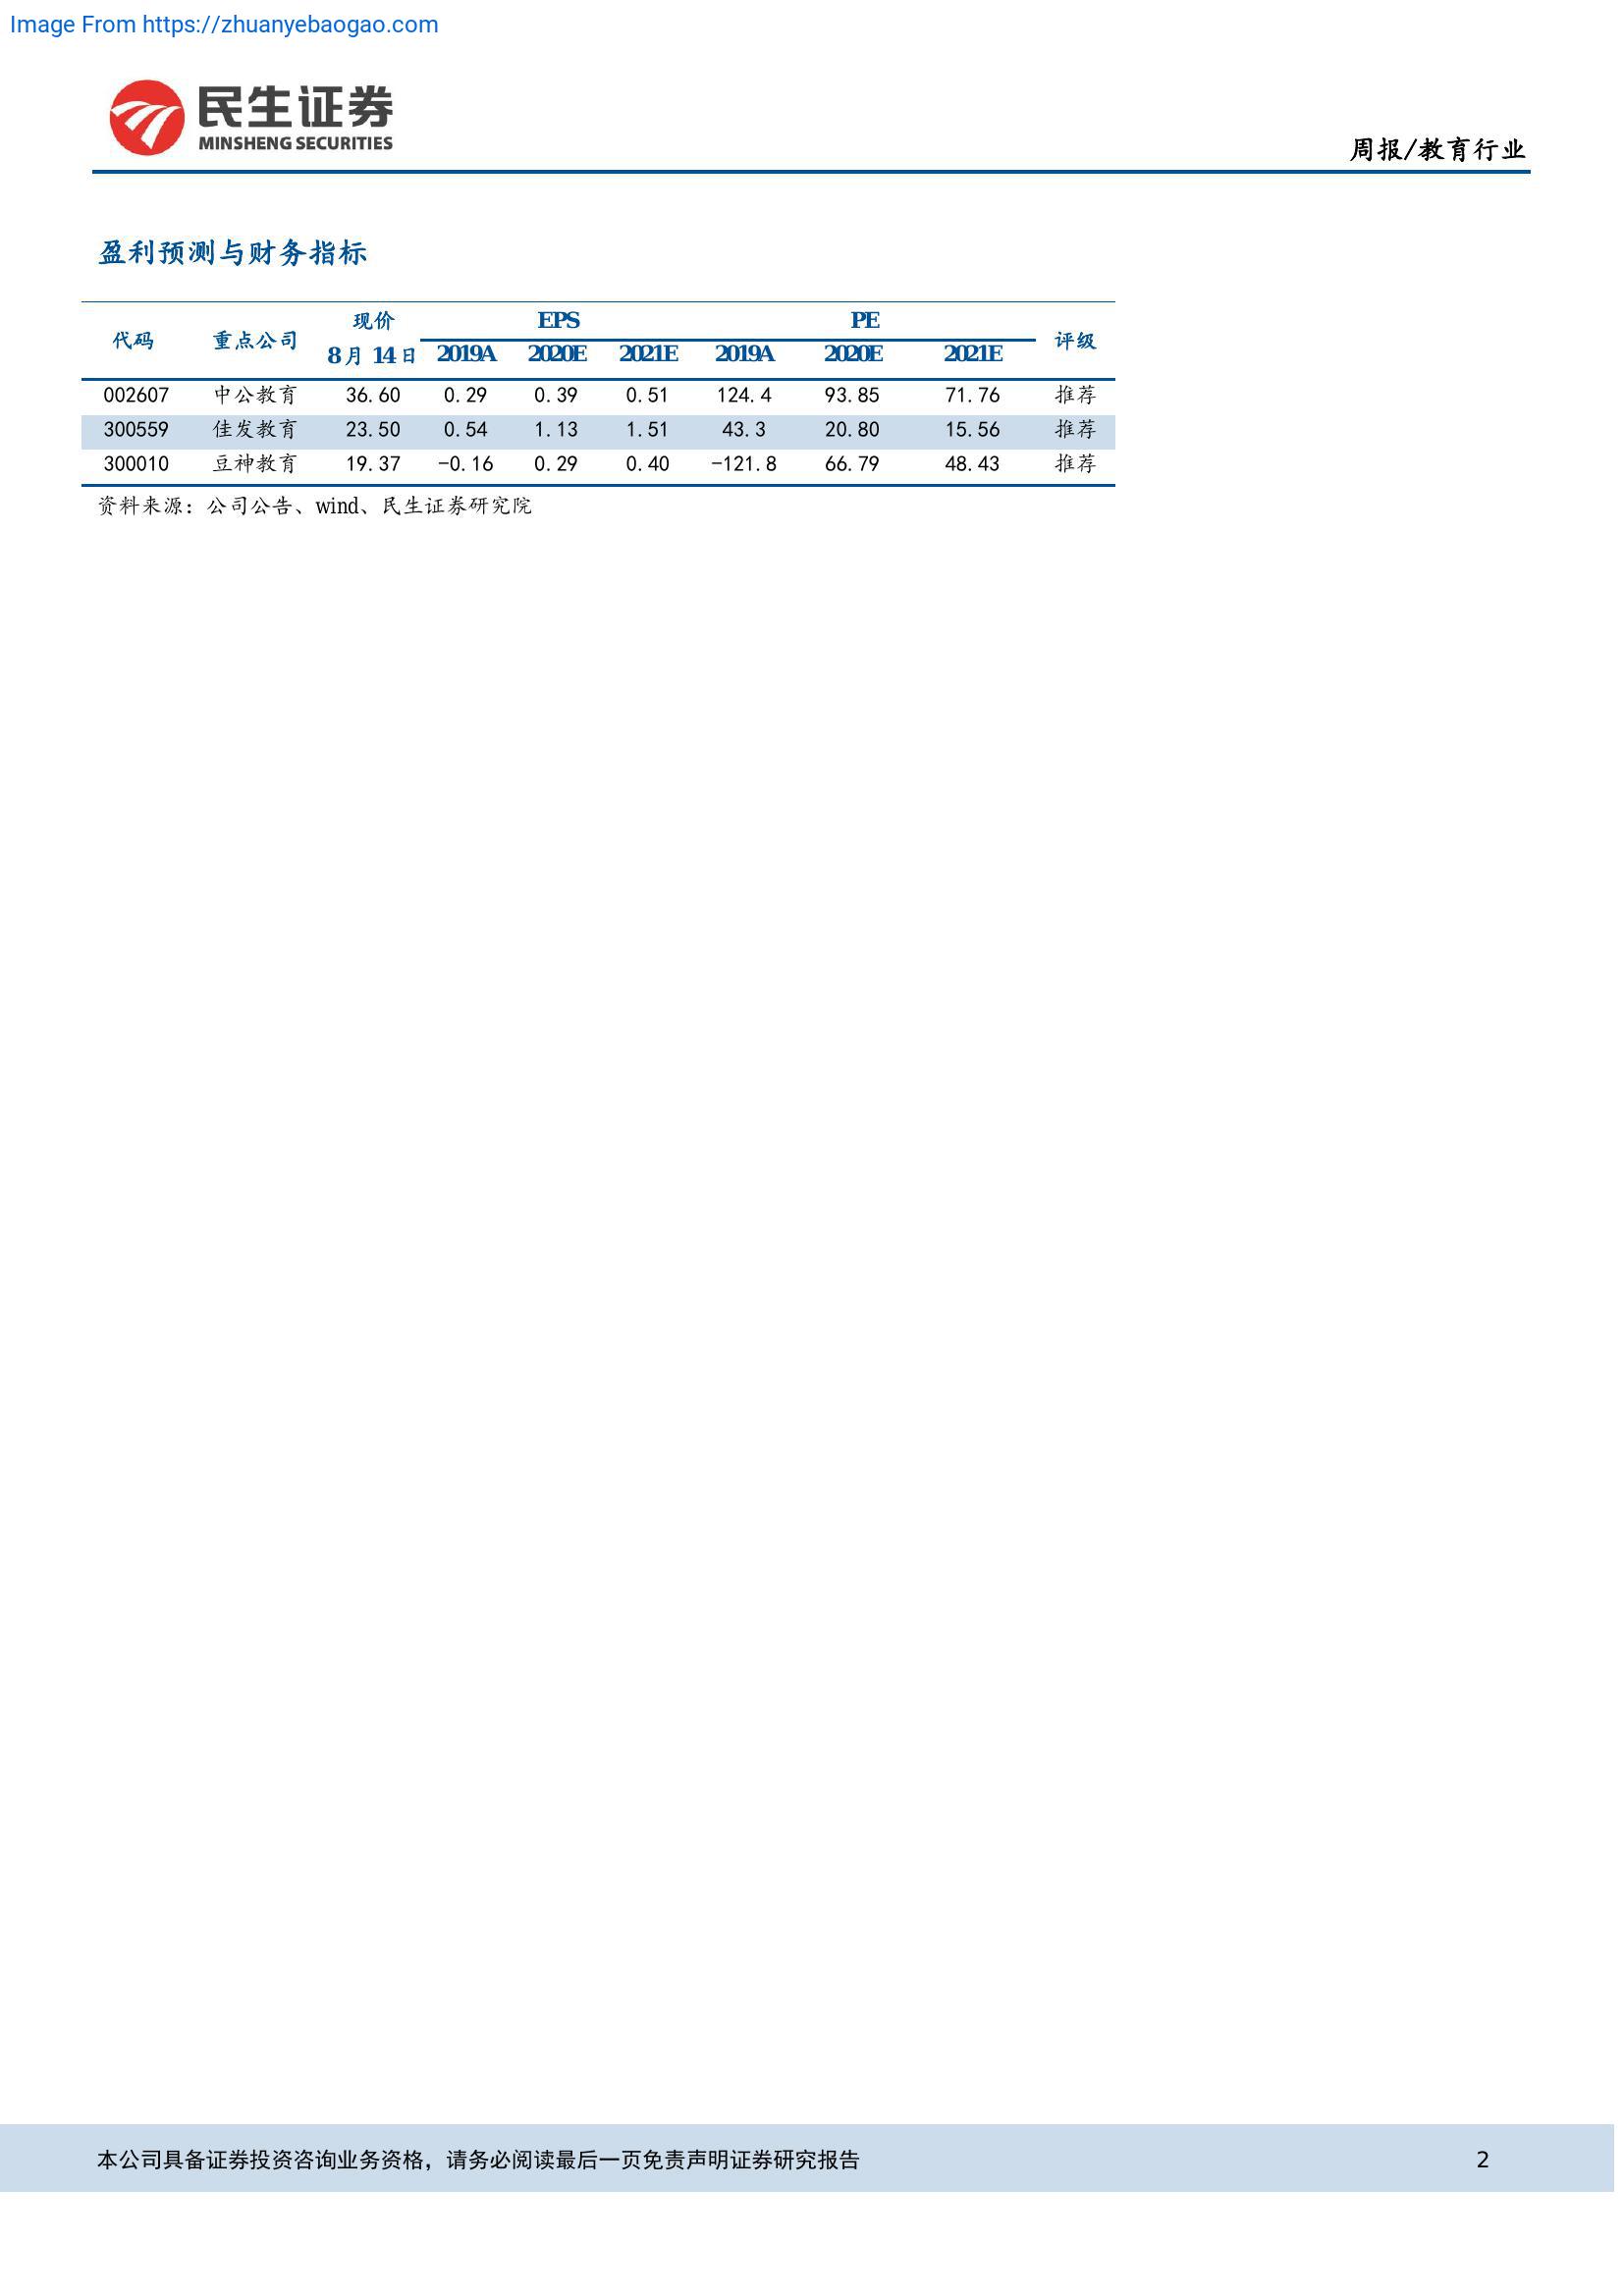 Image From https://zhuanyebaogao.com
民生证券
MINSHENG SECURITIES
周报/教育行业
盈利预测与财务指标
代码 重点公司 现价 EPS PE 评级
8月14日 2019A 2020E 2021E 2019A 2020E 2021E
002607 中公教育 36.60 0.29 0.39 0.51 124.4 93.85 71.76 推荐
300559 佳发教育 23.50 0.54 1.13 1.51 43.3 20.80 15.56 推荐
300010 豆神教育 19.37 -0.16 0.29 0.40 -121.8 66.79 48.43 推荐
资料来源：公司公告、wind、民生证券研究院
本公司具备证券投资咨询业务资格，请务必阅读最后一页免责声明证券研究报告 2